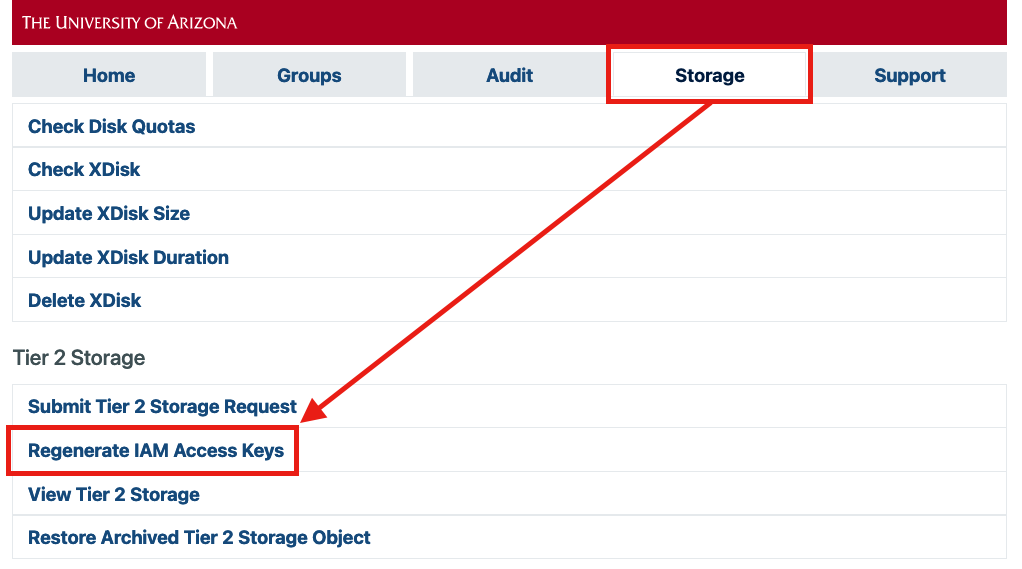 THE UNIVERSITY OF ARIZONA
Home Groups Audit Storage Support
Check Disk Quotas
Check XDisk
Update XDisk Size
Update XDisk Duration
Delete XDisk
Tier 2 Storage
Submit Tier 2 Storage Request
Regenerate IAM Access Keys
View Tier 2 Storage
Restore Archived Tier 2 Storage Object